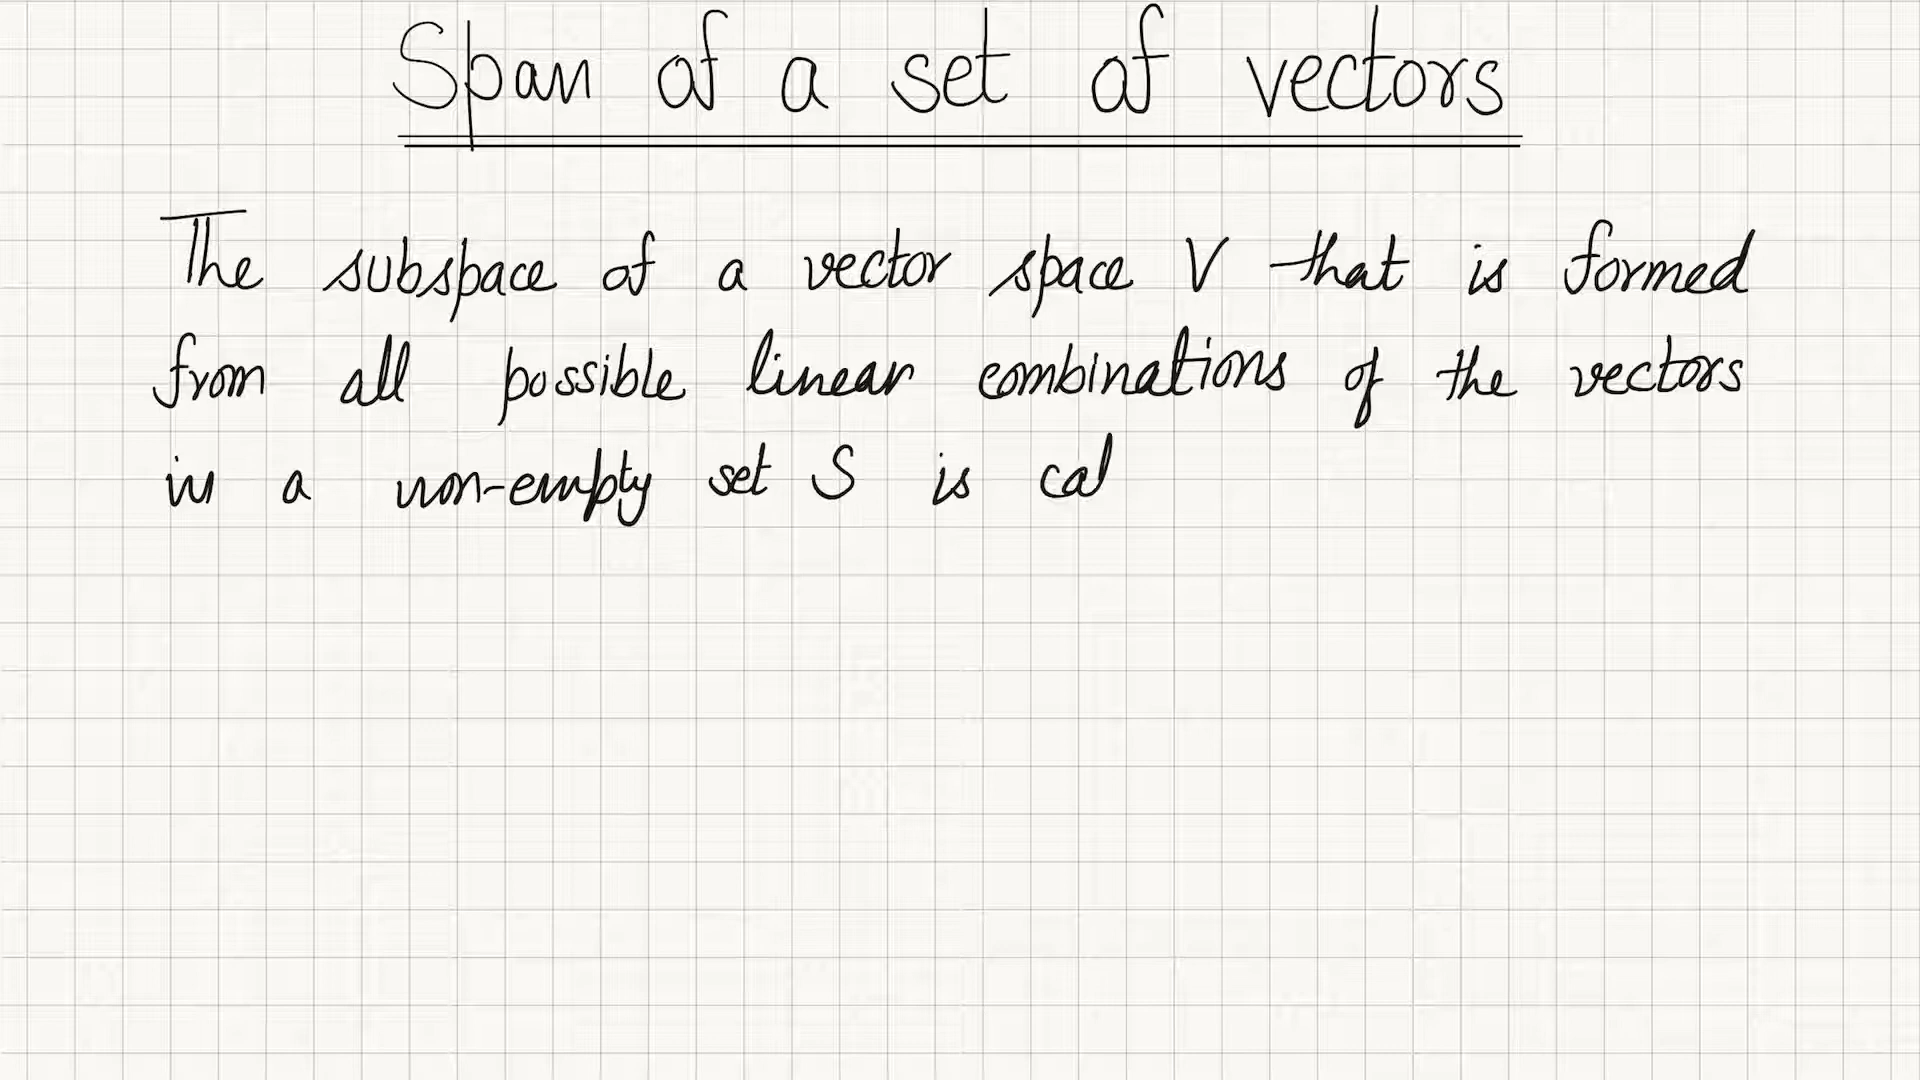 Span of a set of vectors
The subspace of a vector space V that is formed
from all possible linear combinations of the vectors
in a non-empty set S is cal